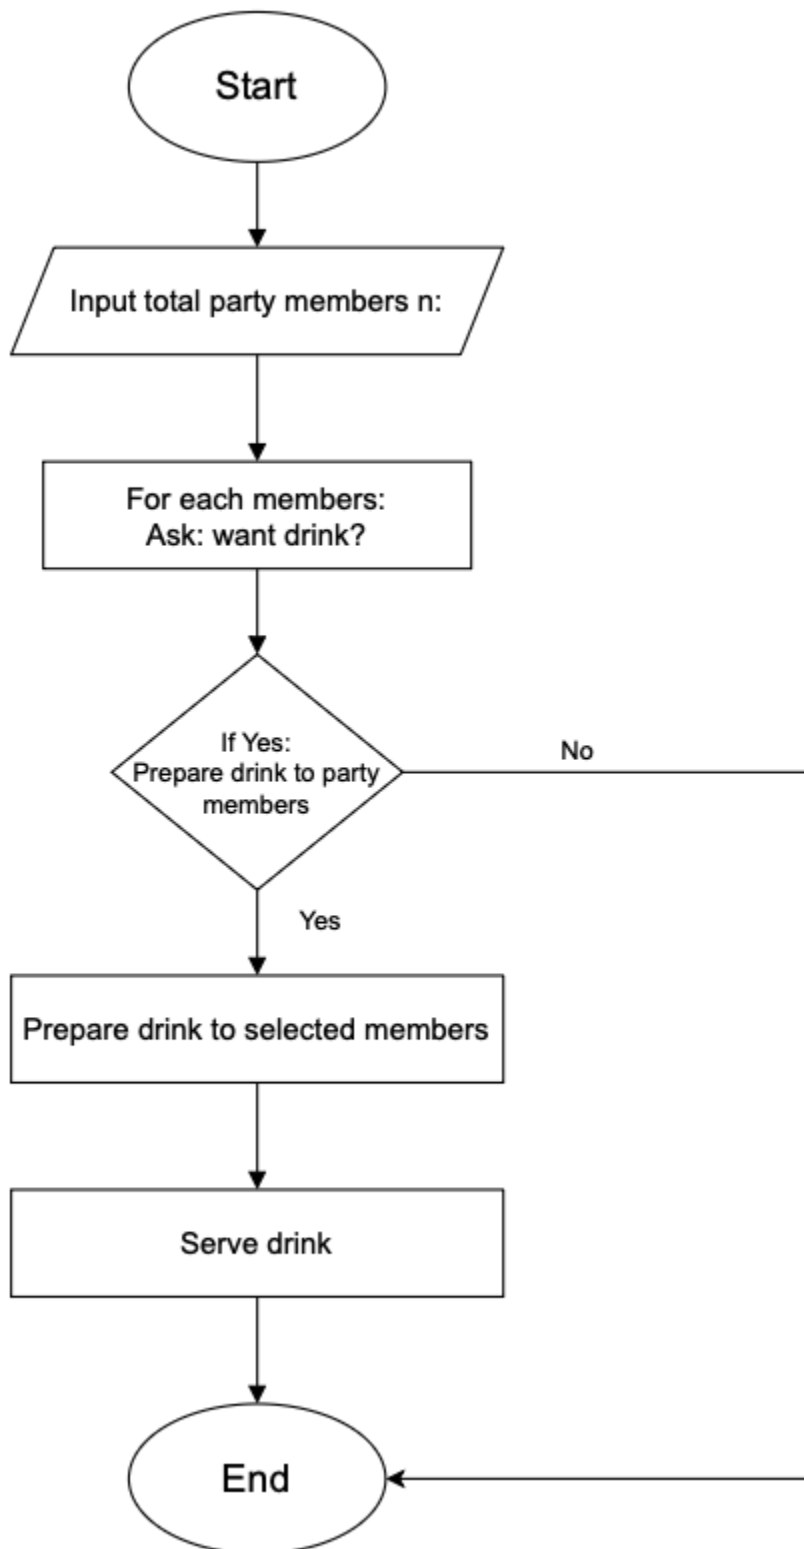 Start
Input total party members n:
For each members:
Ask: want drink?
If Yes:
Prepare drink to party
members
No
Yes
Prepare drink to selected members
Serve drink
End